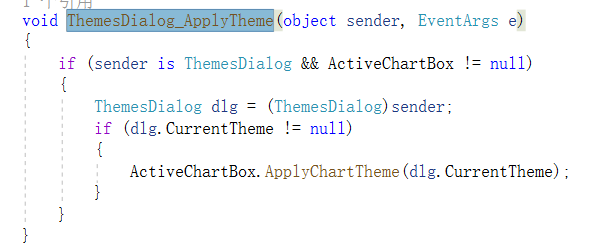 1 个引用
void ThemesDialog_ApplyTheme(object sender, EventArgs e)
{
if (sender is ThemesDialog && ActiveChartBox != null)
{
ThemesDialog dlg = (ThemesDialog)sender;
if (dlg.CurrentTheme != null)
{
ActiveChartBox.ApplyChartTheme(dlg.CurrentTheme);
}
}
}